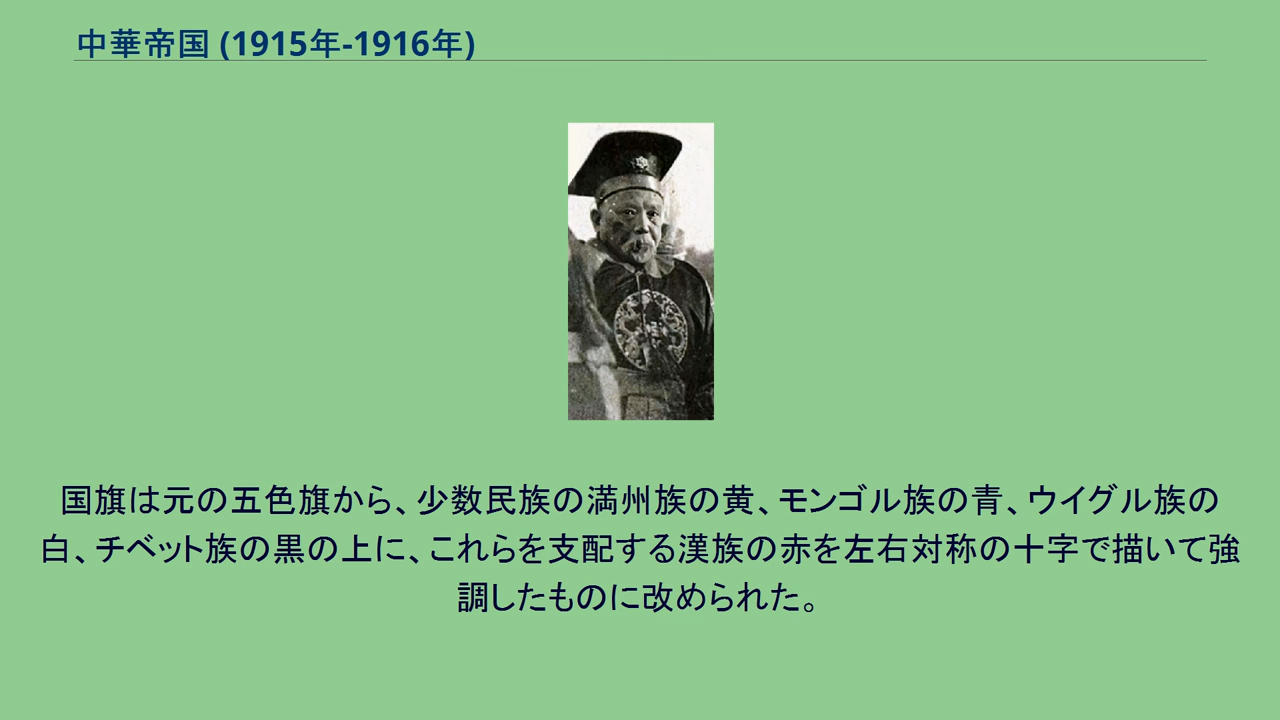 中華帝国 (1915年-1916年)
国旗は元の五色旗から、少数民族の満州族の黄、モンゴル族の青、ウイグル族の
白、チベット族の黒の上に、これらを支配する漢族の赤を左右対称の十字で描いて強
調したものに改められた。